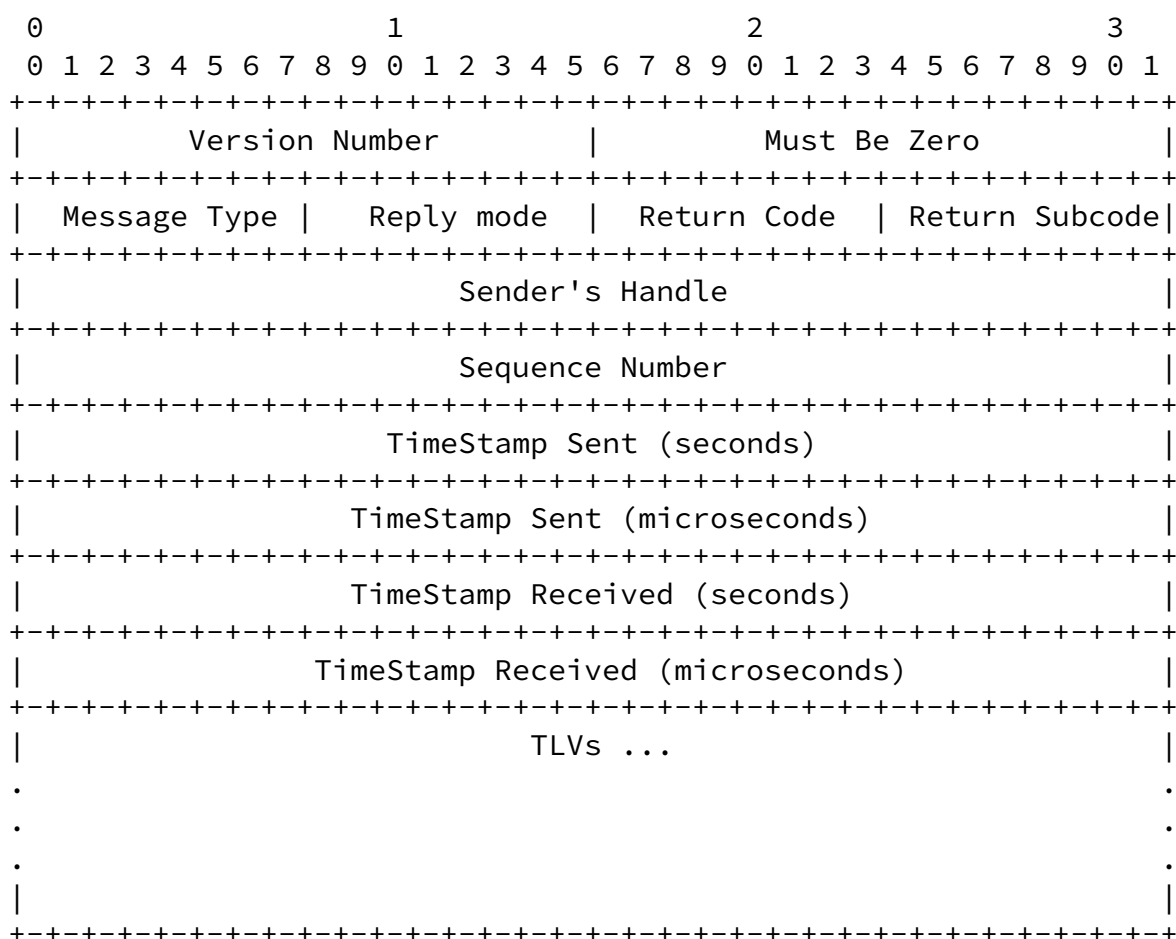 0                   1                   2                   3
 0 1 2 3 4 5 6 7 8 9 0 1 2 3 4 5 6 7 8 9 0 1 2 3 4 5 6 7 8 9 0 1
+-+-+-+-+-+-+-+-+-+-+-+-+-+-+-+-+-+-+-+-+-+-+-+-+-+-+-+-+-+-+-+-+
|         Version Number        |         Must Be Zero          |
+-+-+-+-+-+-+-+-+-+-+-+-+-+-+-+-+-+-+-+-+-+-+-+-+-+-+-+-+-+-+-+-+
|  Message Type |   Reply mode  |  Return Code  | Return Subcode|
+-+-+-+-+-+-+-+-+-+-+-+-+-+-+-+-+-+-+-+-+-+-+-+-+-+-+-+-+-+-+-+-+
|                        Sender's Handle                        |
+-+-+-+-+-+-+-+-+-+-+-+-+-+-+-+-+-+-+-+-+-+-+-+-+-+-+-+-+-+-+-+-+
|                        Sequence Number                        |
+-+-+-+-+-+-+-+-+-+-+-+-+-+-+-+-+-+-+-+-+-+-+-+-+-+-+-+-+-+-+-+-+
|                    TimeStamp Sent (seconds)                   |
+-+-+-+-+-+-+-+-+-+-+-+-+-+-+-+-+-+-+-+-+-+-+-+-+-+-+-+-+-+-+-+-+
|                  TimeStamp Sent (microseconds)                |
+-+-+-+-+-+-+-+-+-+-+-+-+-+-+-+-+-+-+-+-+-+-+-+-+-+-+-+-+-+-+-+-+
|                  TimeStamp Received (seconds)                 |
+-+-+-+-+-+-+-+-+-+-+-+-+-+-+-+-+-+-+-+-+-+-+-+-+-+-+-+-+-+-+-+-+
|                TimeStamp Received (microseconds)              |
+-+-+-+-+-+-+-+-+-+-+-+-+-+-+-+-+-+-+-+-+-+-+-+-+-+-+-+-+-+-+-+-+
|                            TLVs ...                           |
.                                                               .
.                                                               .
.                                                               .
|                                                               |
+-+-+-+-+-+-+-+-+-+-+-+-+-+-+-+-+-+-+-+-+-+-+-+-+-+-+-+-+-+-+-+-+